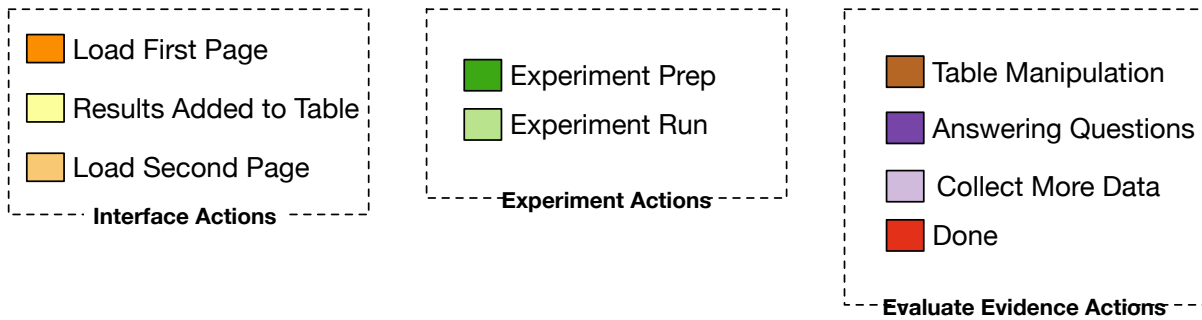 Load First Page
Results Added to Table
Load Second Page
Interface Actions
Experiment Prep
Experiment Run
Experiment Actions
Table Manipulation
Answering Questions
Collect More Data
Done
Evaluate Evidence Actions